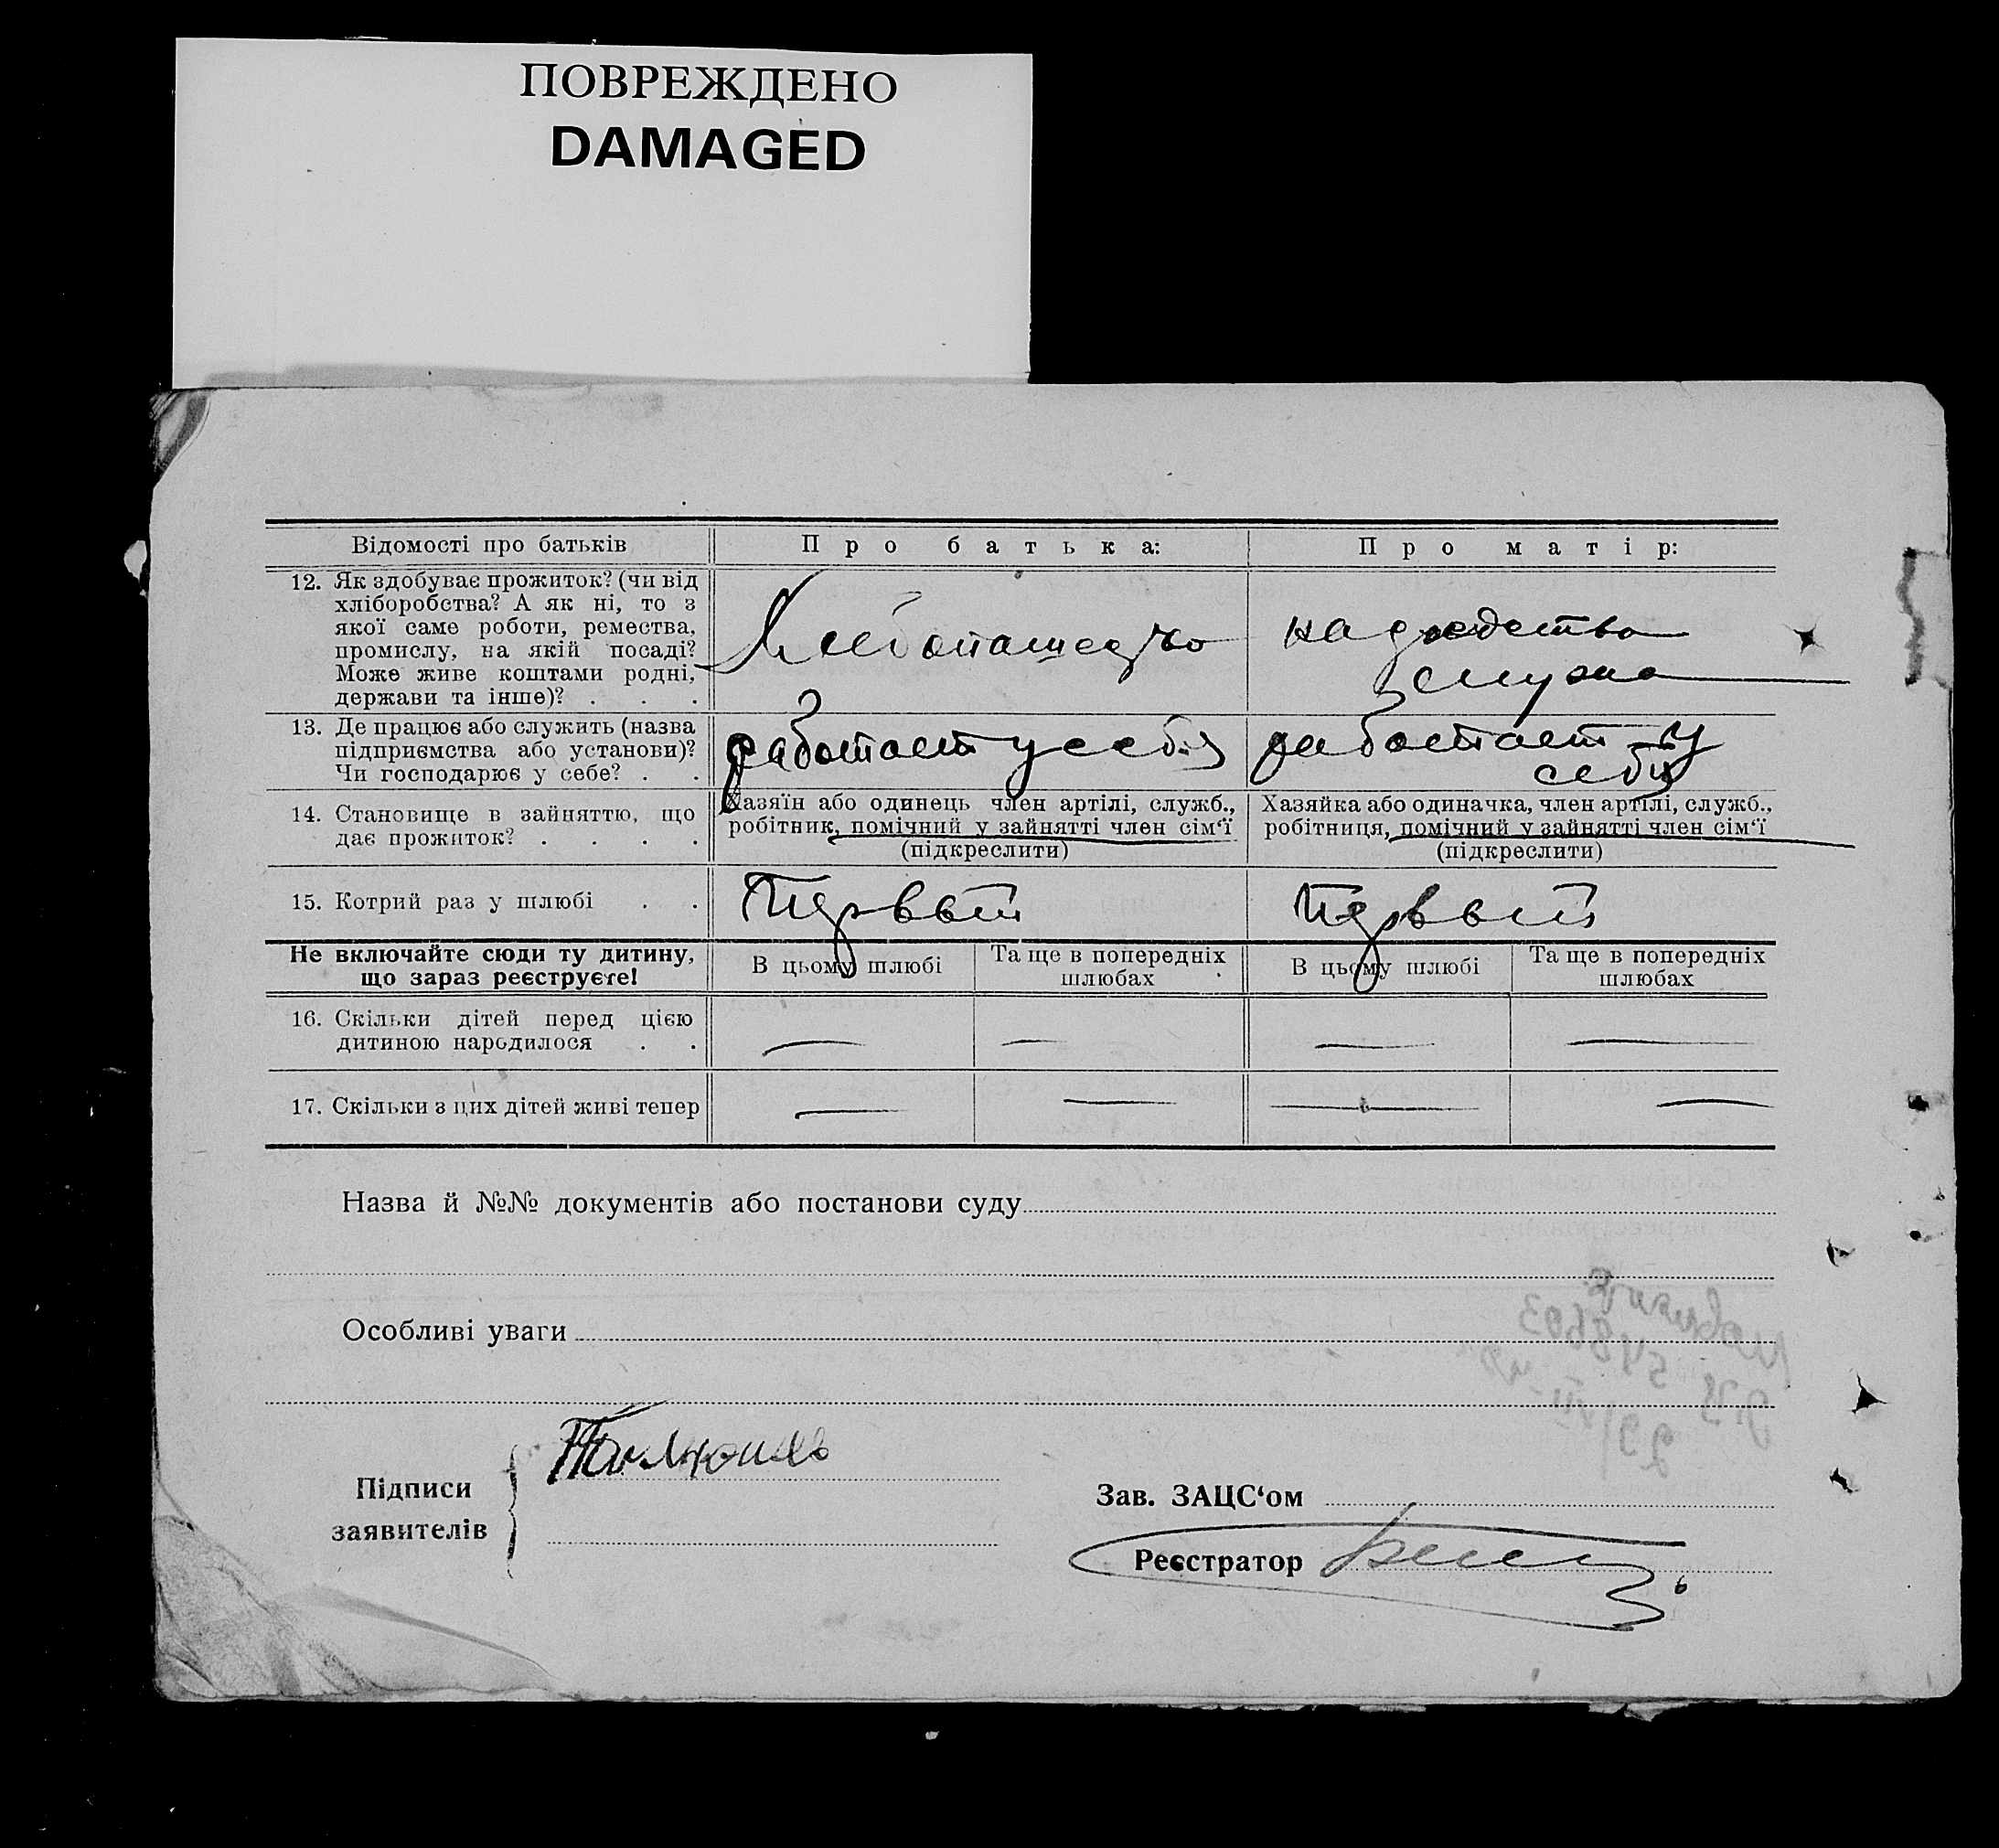 ПОВРЕЖДЕНО
DAMAGED
Відомості про батьків
Про батька:
Про матір:
12. Як здобуває прожиток? (чи від
хліборобства? А як ні, то з
якої саме роботи, ремества,
промислу, на якій посаді?
Може живе коштами родні,
держави та інше)? . . .
Хлебопашество
на средства
мужа
13. Де працює або служить (назва
підприємства або установи)?
Чи господарює у себе? . .
работает у себя
работает у
себя
14. Становище в зайняттю, що
дає прожиток? . . . .
Хазяїн або одинець член артілі, служб.,
робітник, помічний у зайнятті член сім‘ї
(підкреслити)
Хазяйка або одиначка, член артілі, служб.,
робітниця, помічний у зайнятті член сім‘ї
(підкреслити)
15. Котрий раз у шлюбі . .
Первый
Первый
Не включайте сюди ту дитину,
що зараз реєструєте!
В цьому шлюбі
Та ще в попередніх
шлюбах
В цьому шлюбі
Та ще в попередніх
шлюбах
16. Скільки дітей перед цією
дитиною народилося . .
— — — —
17. Скільки з цих дітей живі тепер
— — — —
Назва й №№ документів або постанови суду
Особливі уваги
Підписи
заявителів
Зав. ЗАЦС‘ом
Реєстратор